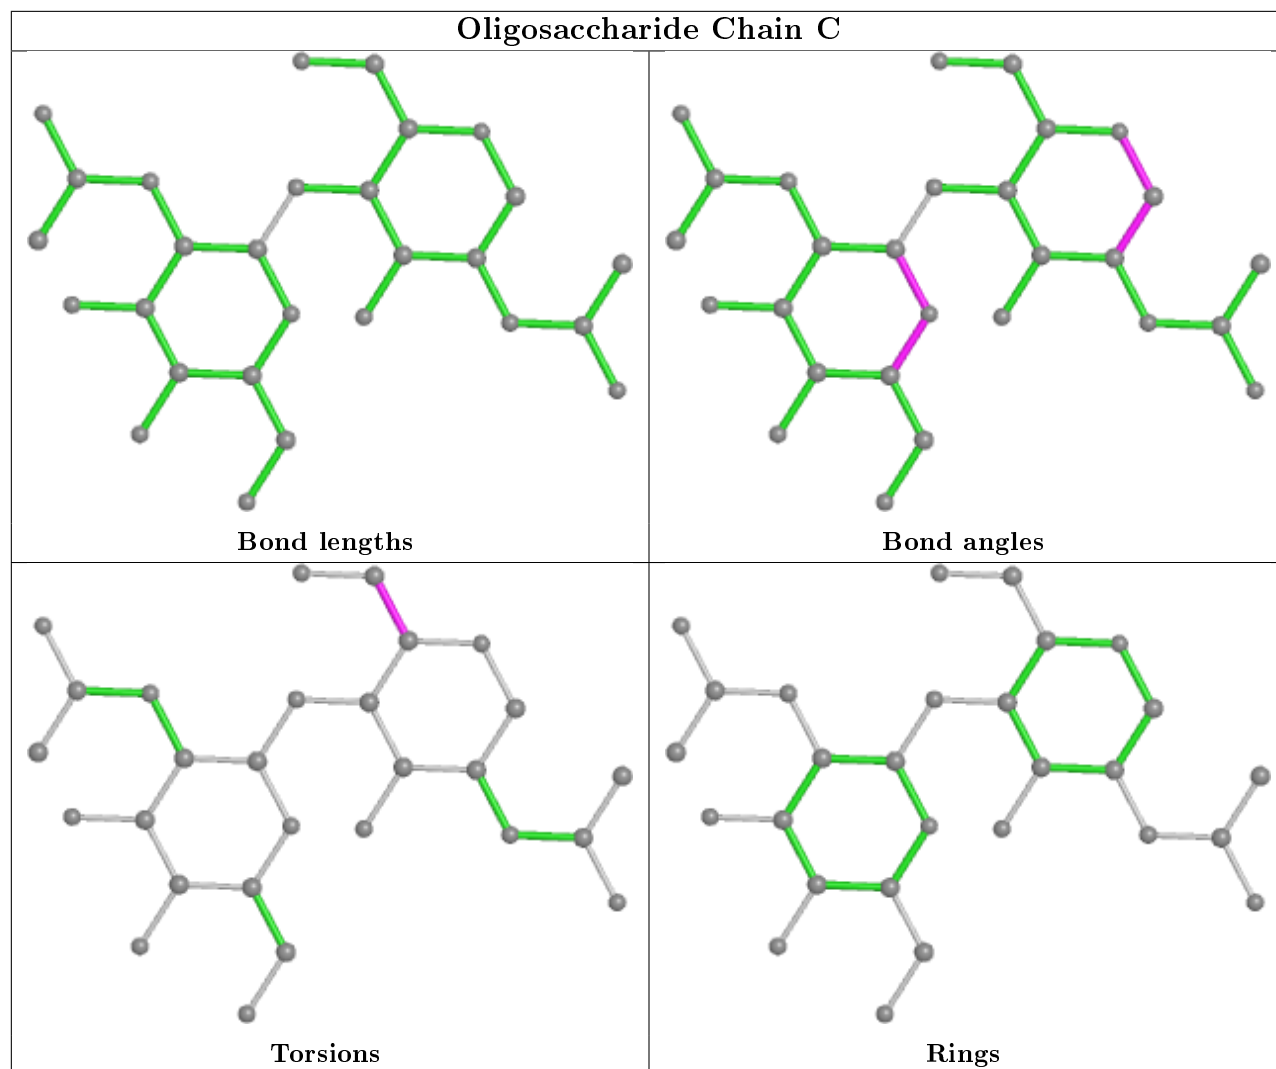 Oligosaccharide Chain C
Bond lengths
Bond angles
Torsions
Rings